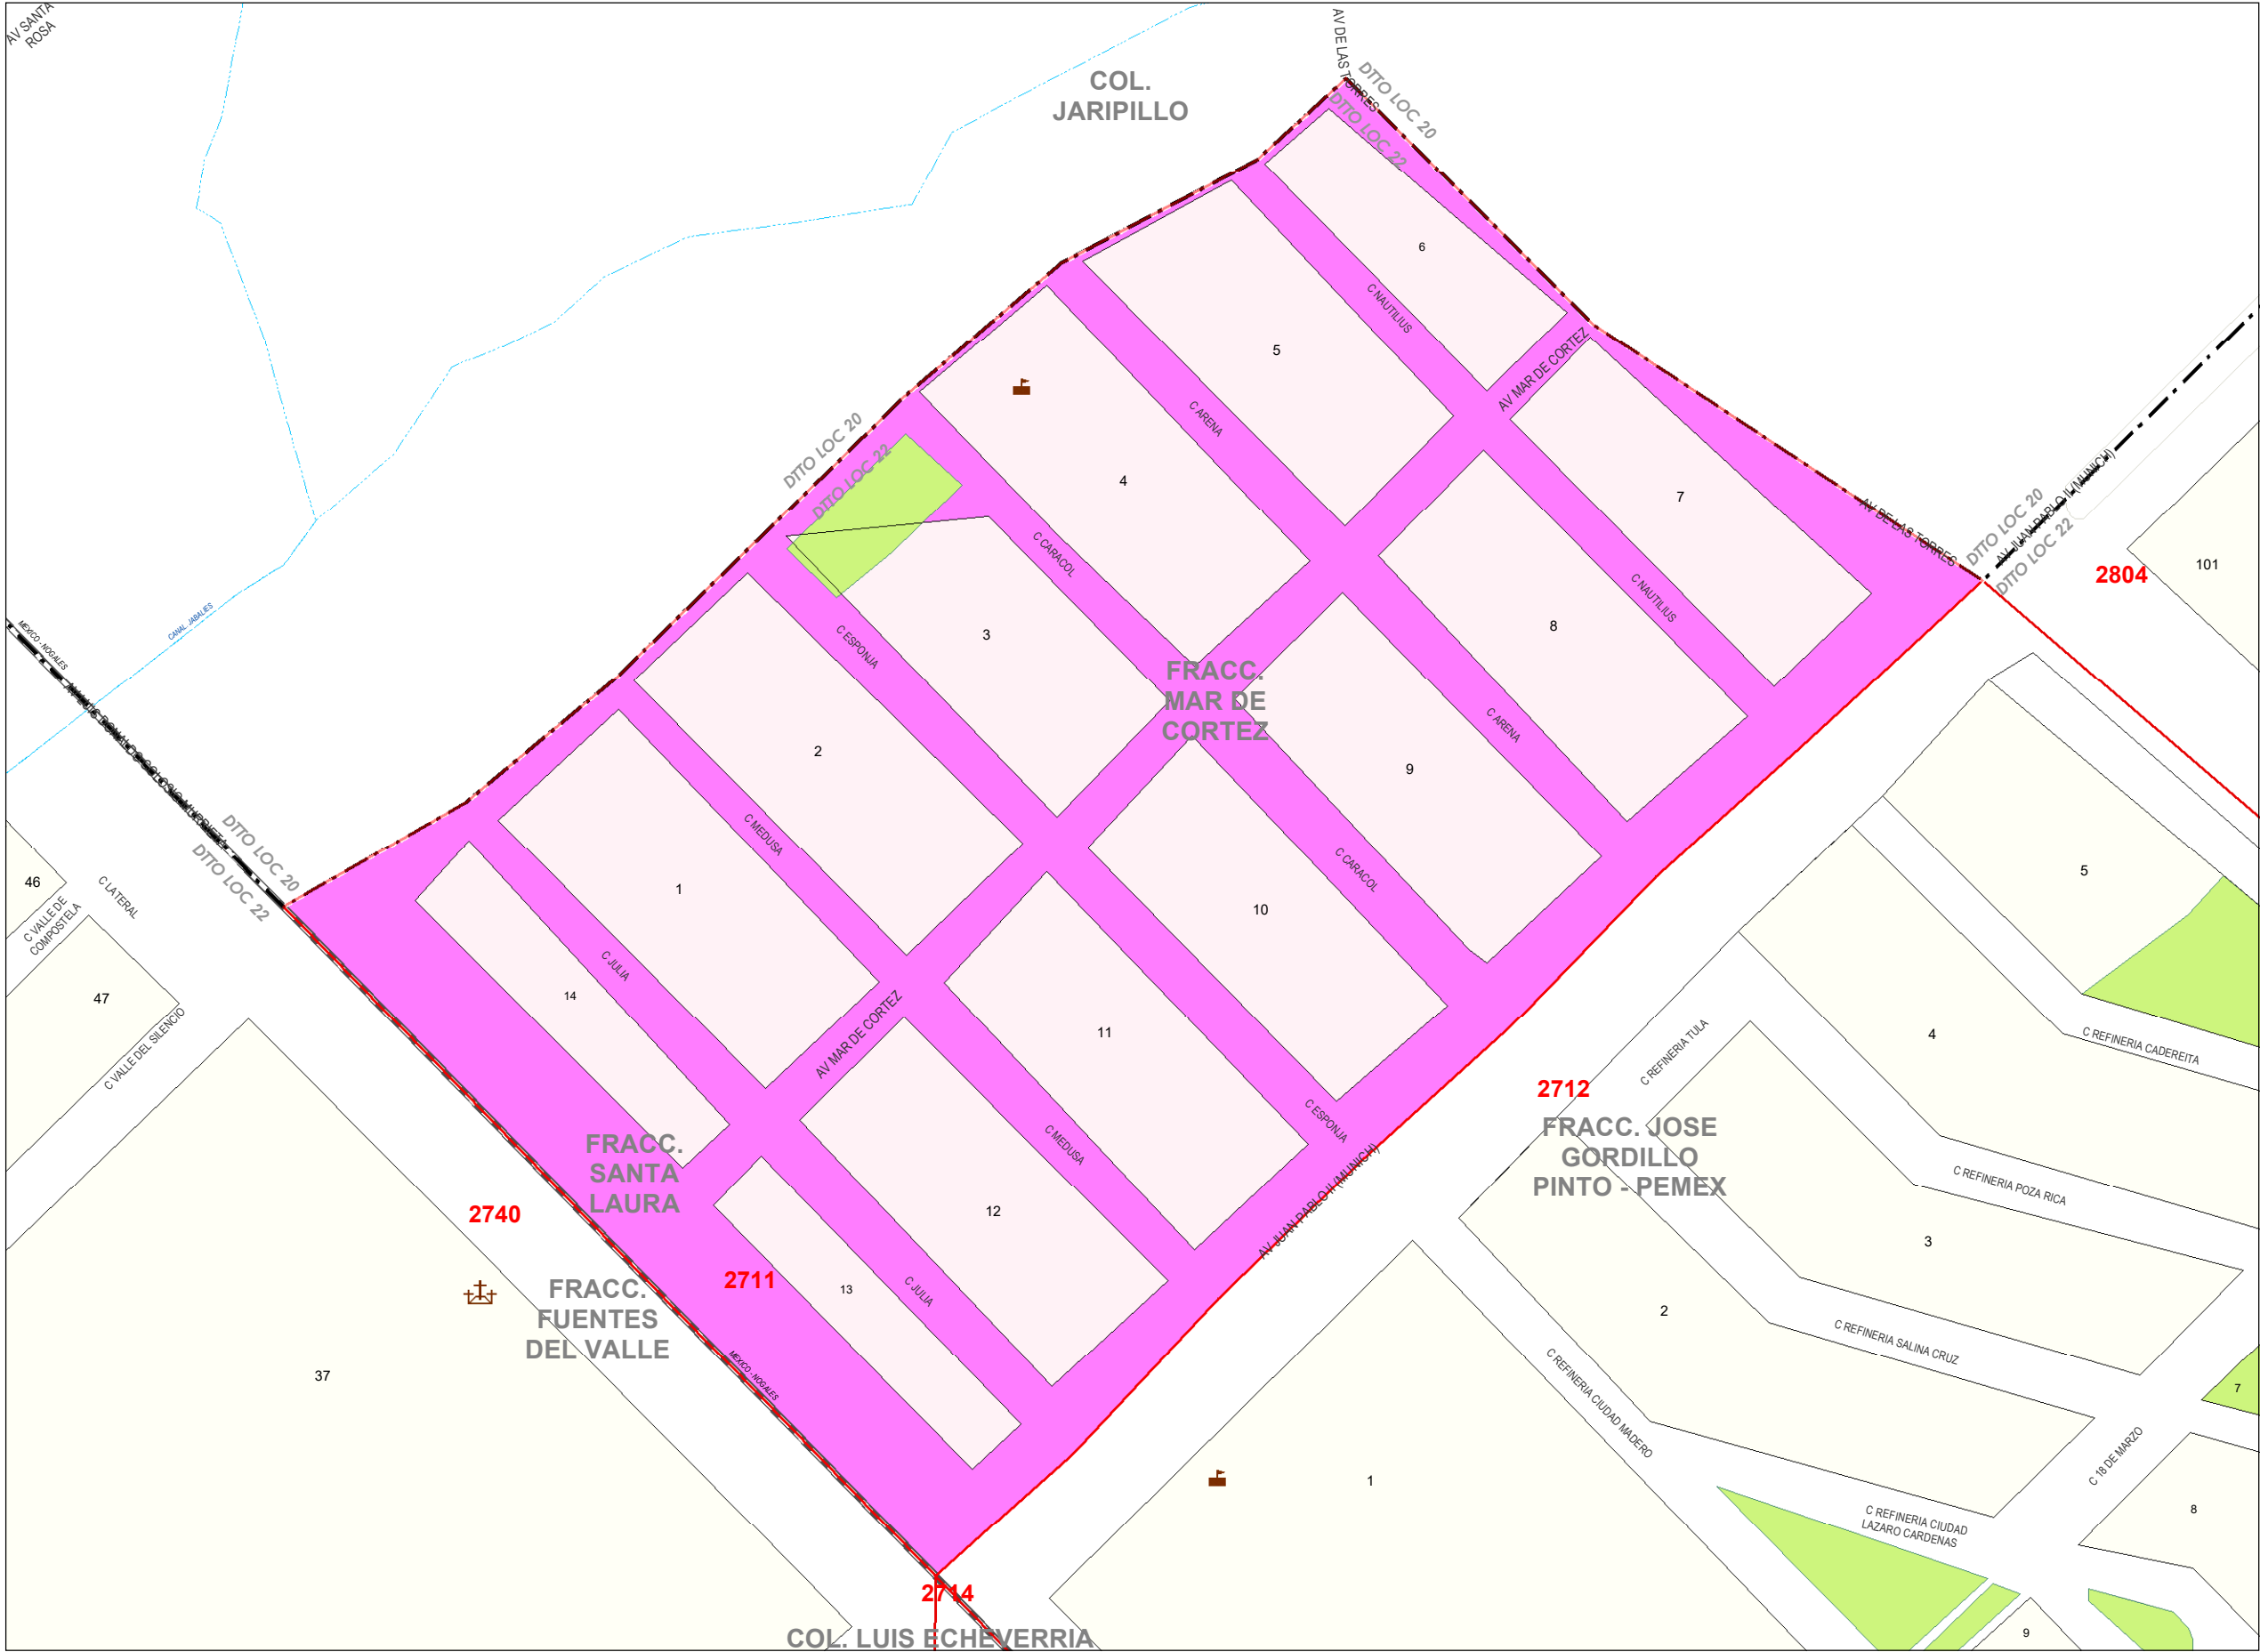 AV SANTA
ROSA
COL.
JARIPILLO
AV DE LAS TORRES
DTTO LOC 20
DTTO LOC 22
6
C NAUTILIUS
5
AV MAR DE CORTEZ
C ARENA
4
7
DTTO LOC 20
DTTO LOC 22
AV JUAN PABLO II (MUNICH)
AV DE LAS TORRES
DTTO LOC 20
DTTO LOC 22
2804
101
C CARACOL
C NAUTILIUS
8
3
C ESPONJA
CANAL JABALIES
MEXICO - NOGALES
FRACC.
MAR DE
CORTEZ
C ARENA
2
9
C MEDUSA
DTTO LOC 20
DTTO LOC 22
46
C LATERAL
C VALLE DE
COMPOSTELA
47
C VALLE DEL SILENCIO
1
C JULIA
14
C CARACOL
10
5
AV MAR DE CORTEZ
11
4
C REFINERIA CADEREITA
C REFINERIA TULA
2712
FRACC. JOSE
GORDILLO
PINTO - PEMEX
C REFINERIA POZA RICA
C ESPONJA
C MEDUSA
AV JUAN PABLO II (MUNICH)
FRACC.
SANTA
LAURA
2740
12
3
2711
13
C JULIA
FRACC.
FUENTES
DEL VALLE
2
C REFINERIA SALINA CRUZ
37
MEXICO - NOGALES
C REFINERIA CIUDAD MADERO
7
C 18 DE MARZO
1
C REFINERIA CIUDAD
LAZARO CARDENAS
8
2714
COL. LUIS ECHEVERRIA
9